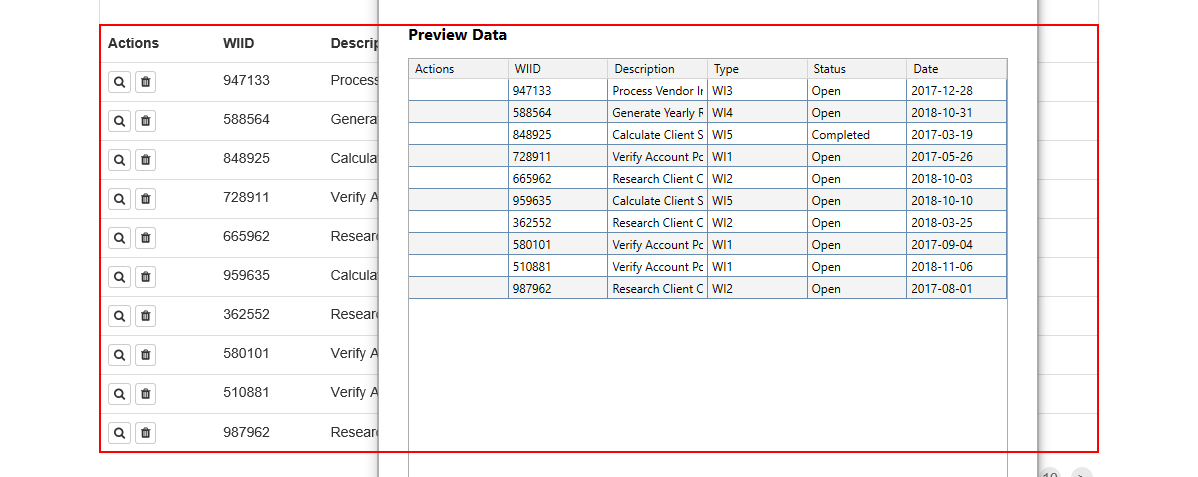 Preview Data
Actions WIID Descrip
947133 Process
588564 Genera
848925 Calcula
728911 Verify A
665962 Resear
959635 Calcula
362552 Resear
580101 Verify A
510881 Verify A
987962 Resear
Actions WIID Description Type Status Date
947133 Process Vendor Ir WI3 Open 2017-12-28
588564 Generate Yearly R WI4 Open 2018-10-31
848925 Calculate Client S WI5 Completed 2017-03-19
728911 Verify Account Pc WI1 Open 2017-05-26
665962 Research Client C WI2 Open 2018-10-03
959635 Calculate Client S WI5 Open 2018-10-10
362552 Research Client C WI2 Open 2018-03-25
580101 Verify Account Pc WI1 Open 2017-09-04
510881 Verify Account Pc WI1 Open 2018-11-06
987962 Research Client C WI2 Open 2017-08-01